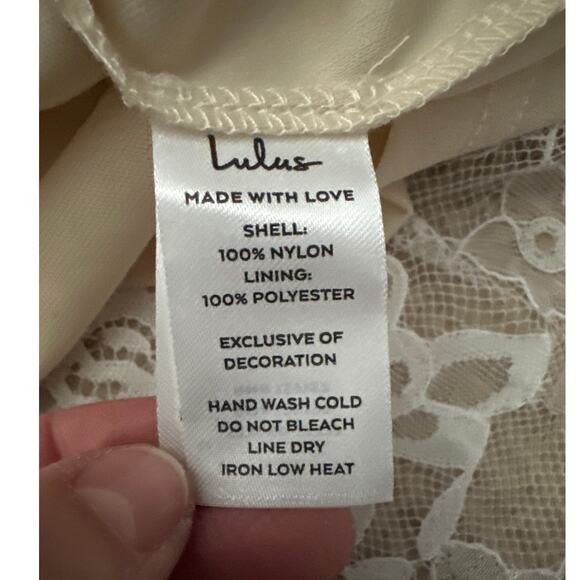 Lulus
MADE WITH LOVE
SHELL:
100% NYLON
LINING:
100% POLYESTER
EXCLUSIVE OF
DECORATION
HAND WASH COLD
DO NOT BLEACH
LINE DRY
IRON LOW HEAT